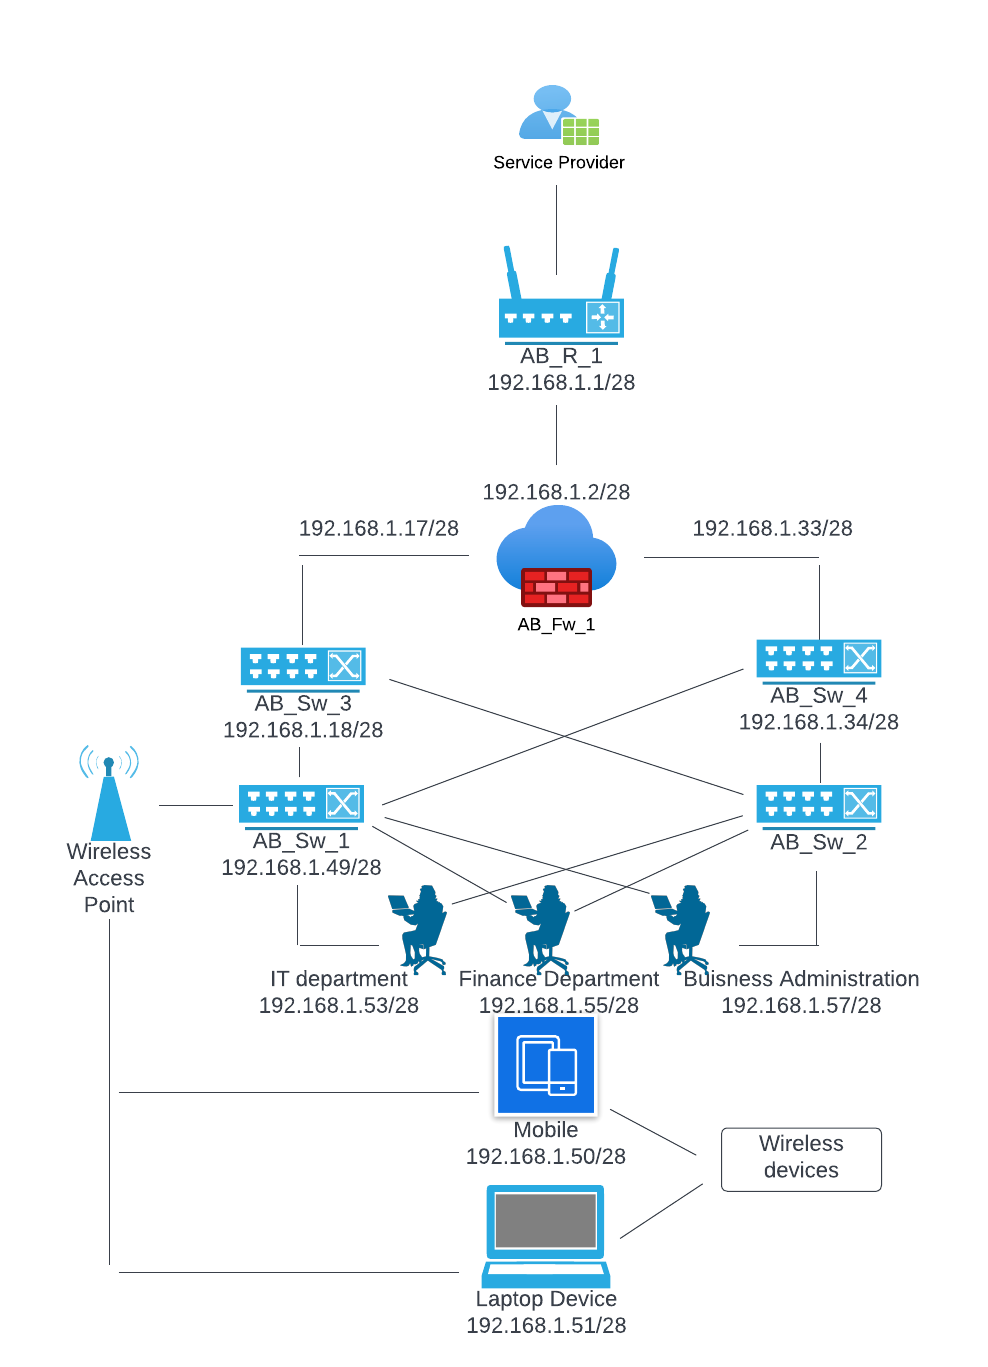 Service Provider
AB_R_1
192.168.1.1/28
192.168.1.2/28
192.168.1.17/28
192.168.1.33/28
AB_Fw_1
AB_Sw_3
192.168.1.18/28
AB_Sw_4
192.168.1.34/28
AB_Sw_1
192.168.1.49/28
AB_Sw_2
Wireless
Access
Point
IT department
192.168.1.53/28
Finance Department
192.168.1.55/28
Buisness Administration
192.168.1.57/28
Mobile
192.168.1.50/28
Wireless
devices
Laptop Device
192.168.1.51/28